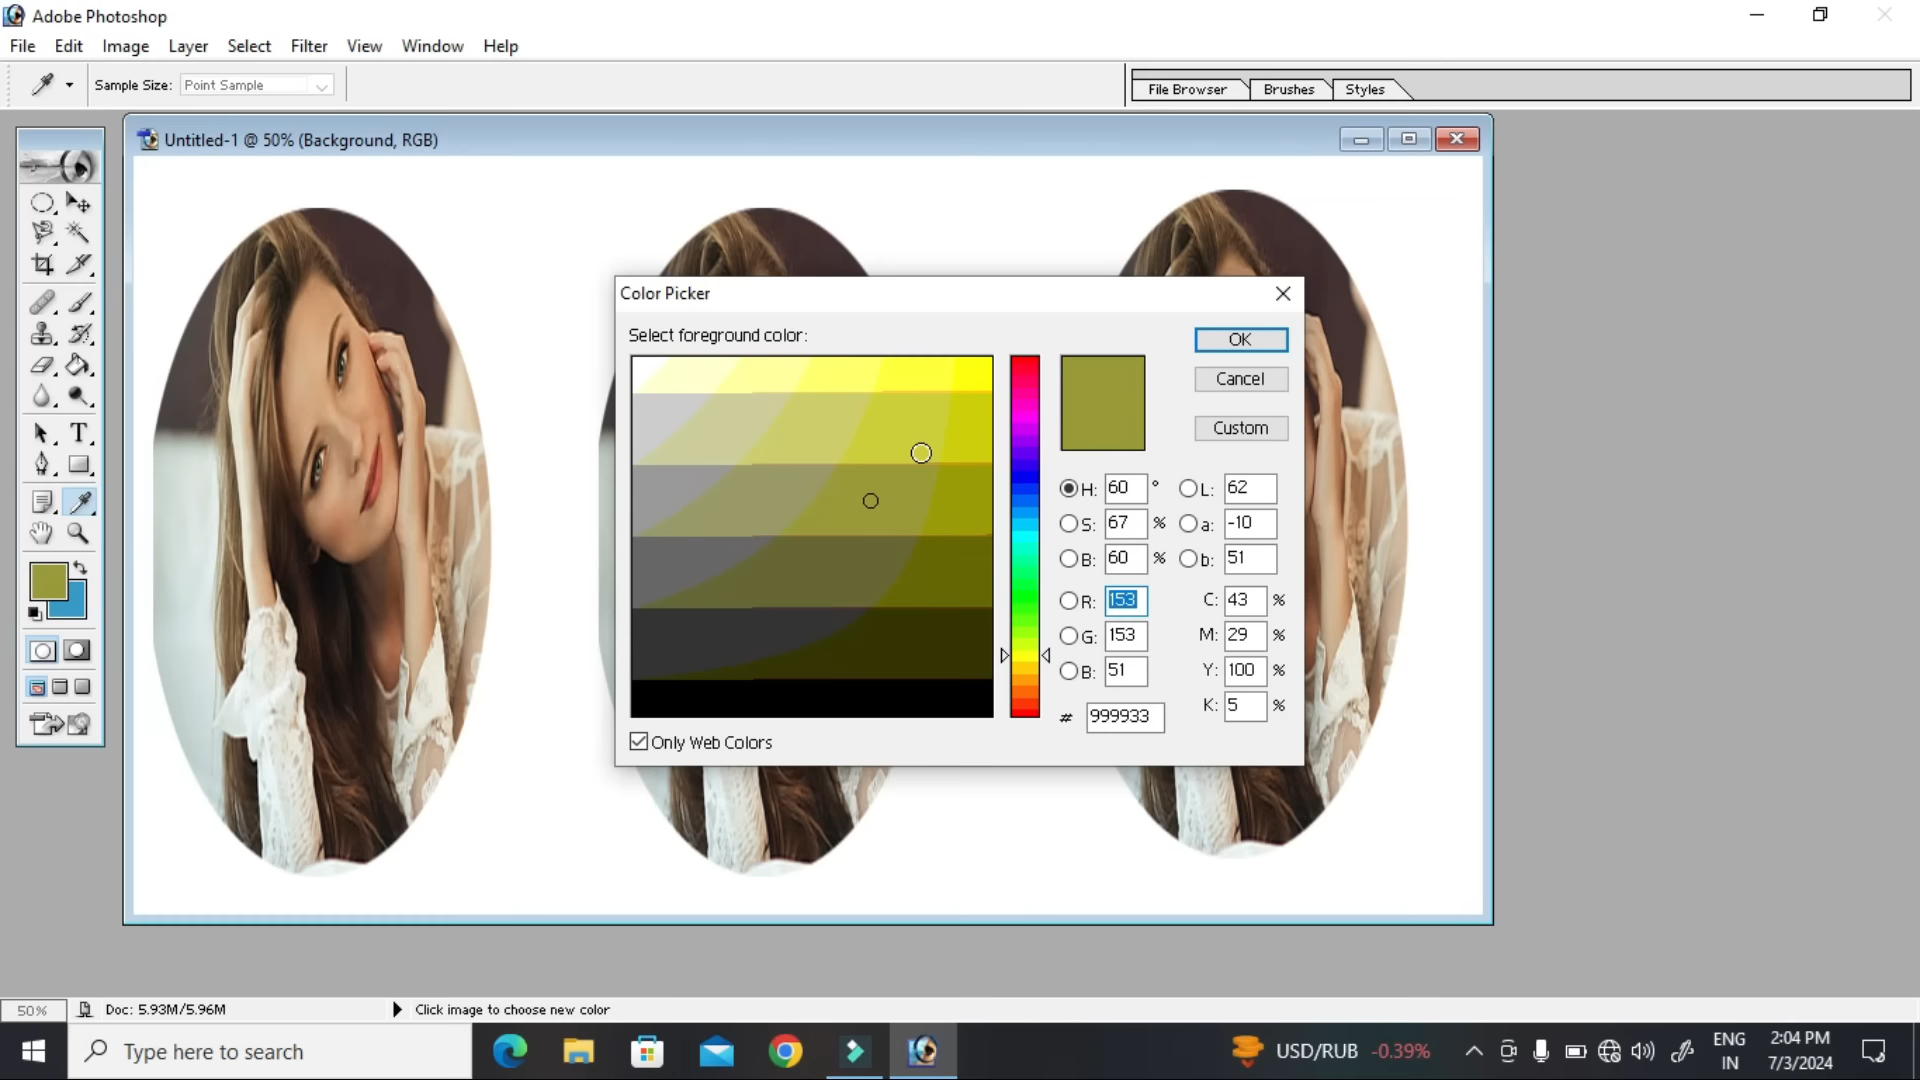 Adobe Photoshop
File Edit Image Layer Select Filter View Window Help
Sample Size: Point Sample
File Browser Brushes Styles
Untitled-1 @ 50% (Background, RGB)
Color Picker
Select foreground color:
OK
Cancel
Custom
H: 60 ° L: 62
S: 67 % a: -10
B: 60 % b: 51
R: 153 C: 43 %
G: 153 M: 29 %
B: 51 Y: 100 %
K: 5 %
# 999933
Only Web Colors
T
50% Doc: 5.93M/5.96M Click image to choose new color
Type here to search
USD/RUB -0.39%
ENG
IN
2:04 PM
7/3/2024